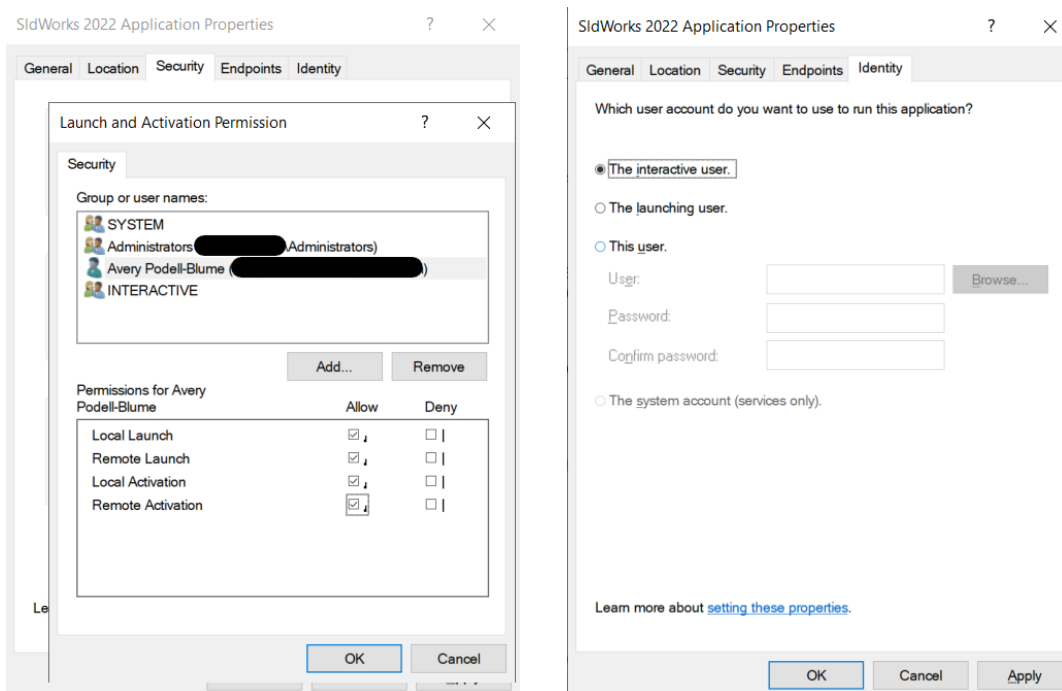 SldWorks 2022 Application Properties
?
General Location Security Endpoints Identity
Launch and Activation Permission
?
Security
Group or user names:
SYSTEM
Administrators \Administrators)
Avery Podell-Blume ( )
INTERACTIVE
Add... Remove
Permissions for Avery
Podell-Blume Allow Deny
Local Launch
Remote Launch
Local Activation
Remote Activation
Le
OK Cancel
SldWorks 2022 Application Properties
?
General Location Security Endpoints Identity
Which user account do you want to use to run this application?
The interactive user.
The launching user.
This user.
User: Browse...
Password:
Confirm password:
The system account (services only).
Learn more about setting these properties.
OK Cancel Apply